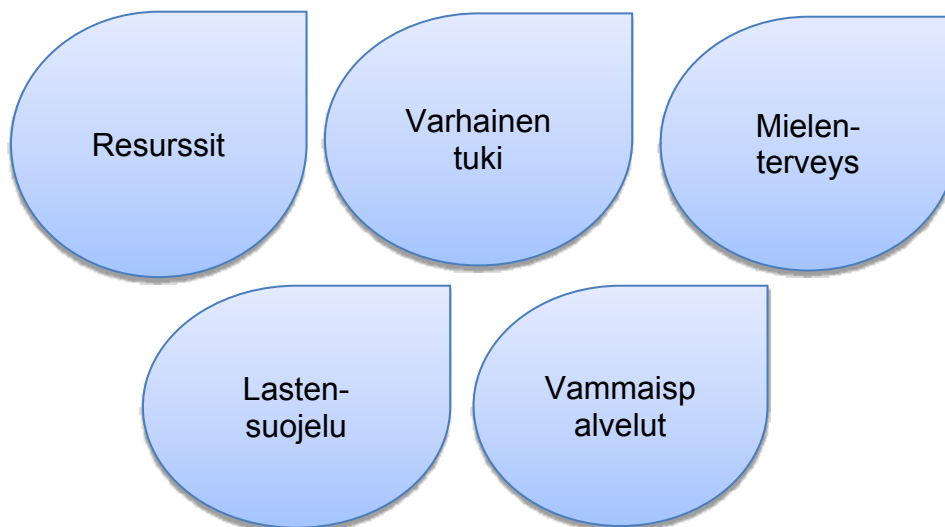 Resurssit
Varhainen
tuki
Mielen-
terveys
Lasten-
suojelu
Vammaisp
alvelut